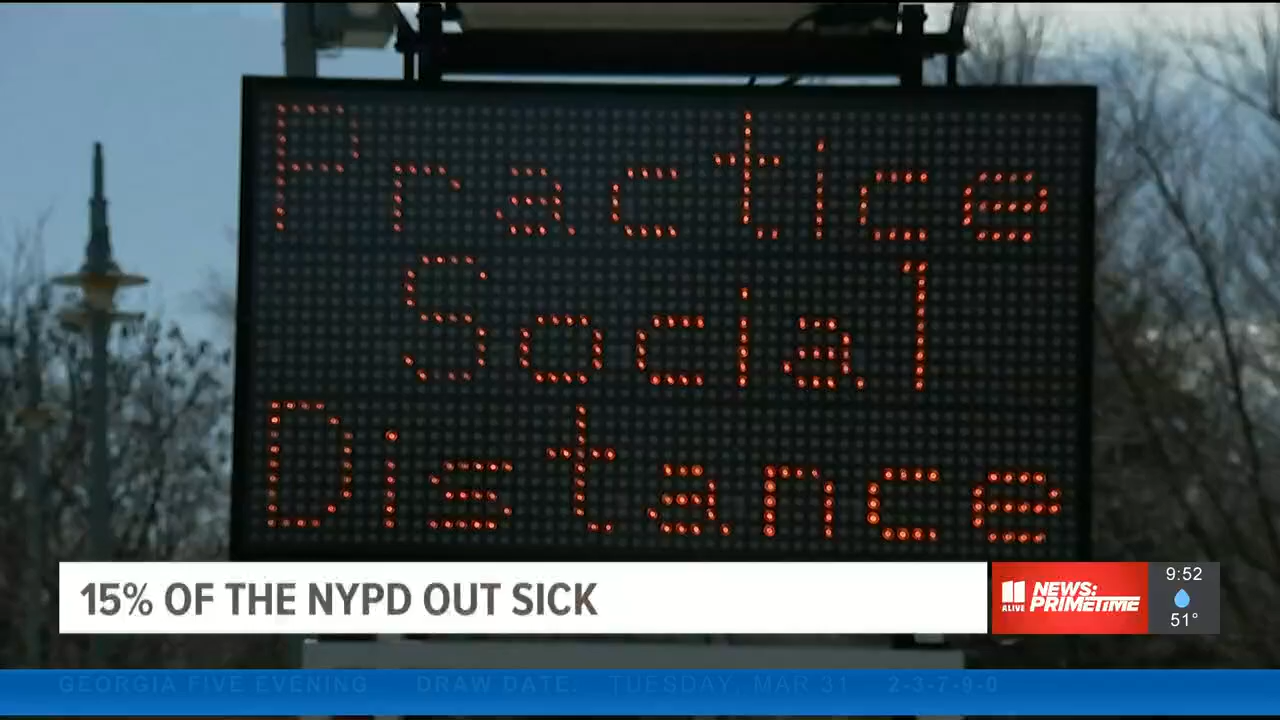 Practice
Social
Distance
15% OF THE NYPD OUT SICK
11 ALIVE NEWS: PRIMETIME
9:52
51°
GEORGIA FIVE EVENING DRAW DATE: TUESDAY, MAR 31 2-3-7-9-0